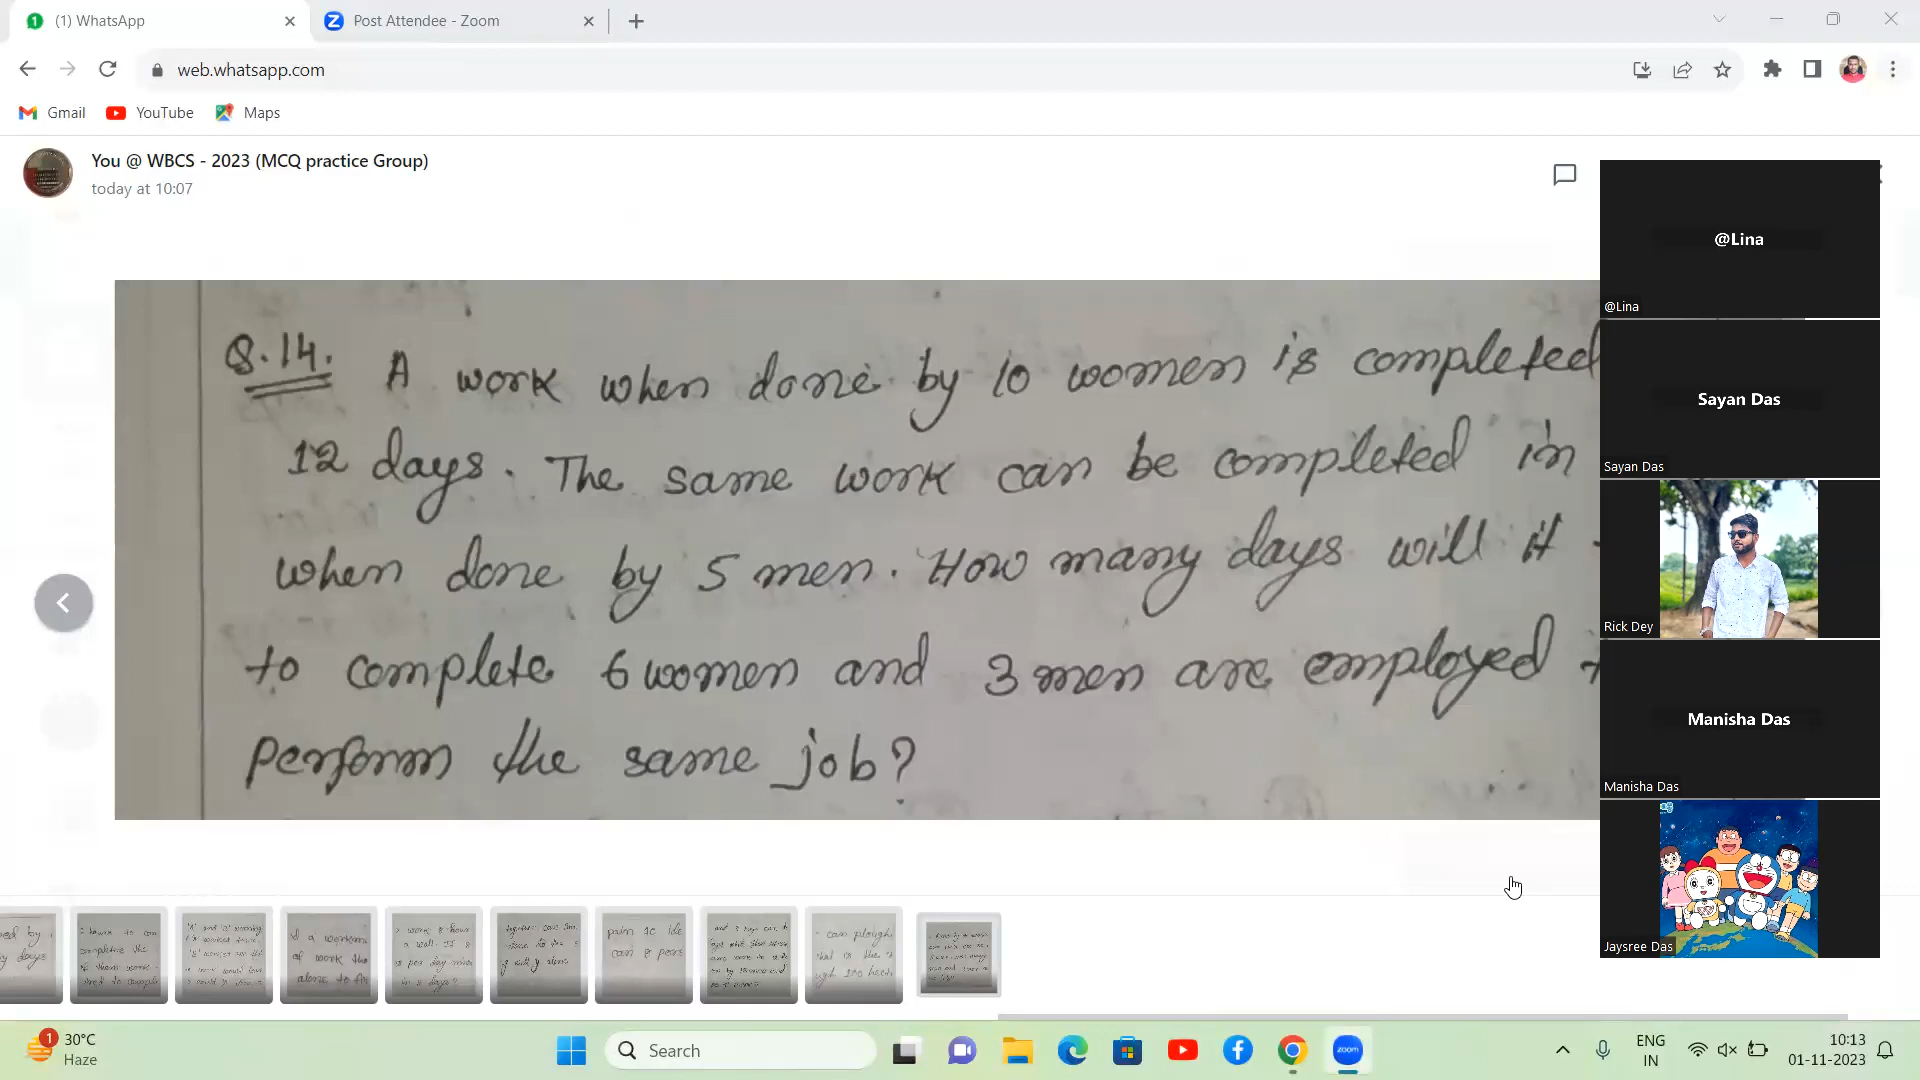 (1) WhatsApp
Post Attendee - Zoom
web.whatsapp.com
Gmail
YouTube
Maps
You @ WBCS - 2023 (MCQ practice Group)
today at 10:07
Q.14. A work when done by 10 women is completed
12 days. The same work can be completed in
when done by 5 men. How many days will it
to complete 6 women and 3 men are employed
perform the same job?
@Lina
@Lina
Sayan Das
Sayan Das
Rick Dey
Manisha Das
Manisha Das
Jaysree Das
1
30°C
Haze
Search
zoom
ENG
IN
10:13
01-11-2023